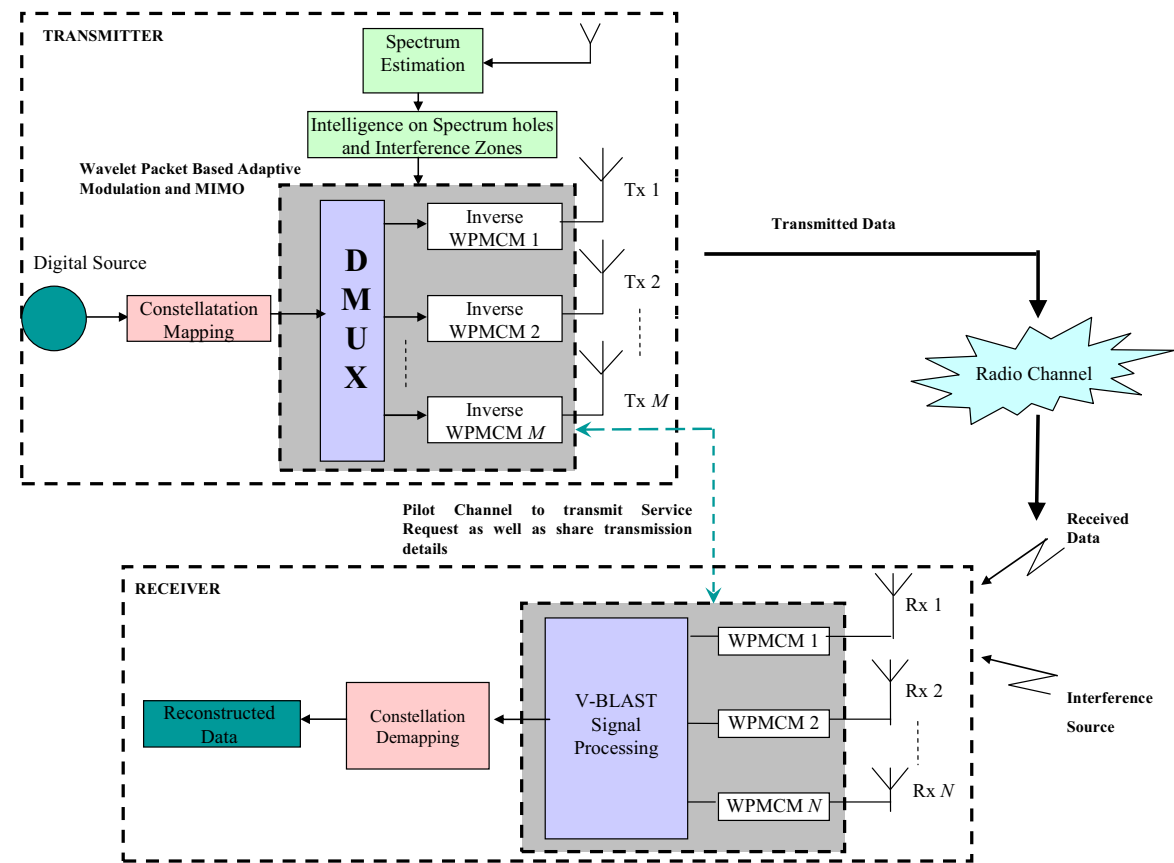 TRANSMITTER
Spectrum
Estimation
Intelligence on Spectrum holes
and Interference Zones
Wavelet Packet Based Adaptive
Modulation and MIMO
Tx 1
Inverse
WPMCM 1
Transmitted Data
Digital Source
D
M
U
X
Tx 2
Constellatation
Mapping
Inverse
WPMCM 2
Radio Channel
Tx M
Inverse
WPMCM M
Pilot Channel to transmit Service
Request as well as share transmission
details
Received
Data
RECEIVER
Rx 1
WPMCM 1
Rx 2
Interference
Source
V-BLAST
Signal
Processing
WPMCM 2
Constellation
Demapping
Reconstructed
Data
Rx N
WPMCM N